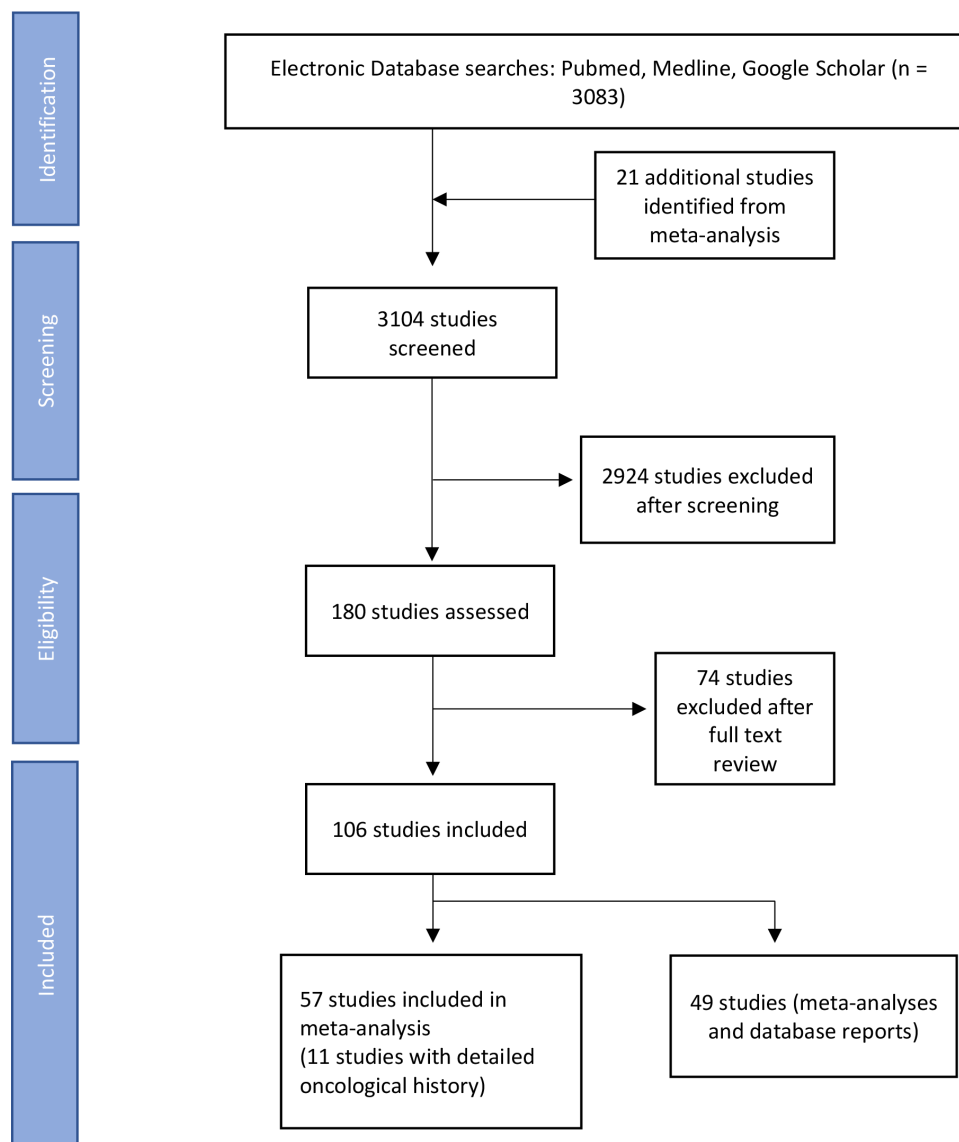 Identification
Electronic Database searches: Pubmed, Medline, Google Scholar (n =
3083)
21 additional studies
identified from
meta-analysis
Screening
3104 studies
screened
2924 studies excluded
after screening
Eligibility
180 studies assessed
74 studies
excluded after
full text
review
Included
106 studies included
57 studies included in
meta-analysis
(11 studies with detailed
oncological history)
49 studies (meta-analyses
and database reports)